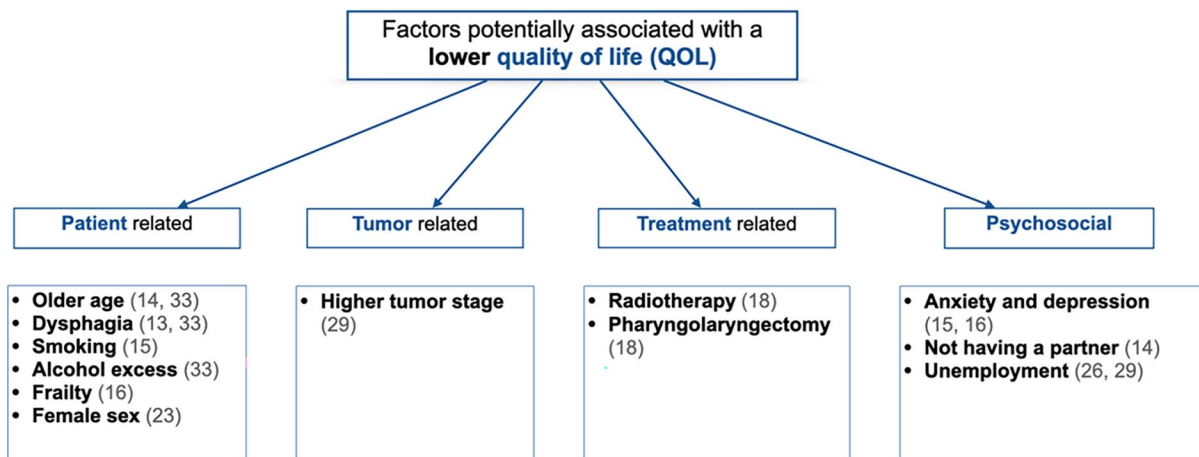 Factors potentially associated with a
lower quality of life (QOL)
Patient related
Tumor related
Treatment related
Psychosocial
• Older age (14, 33)
• Dysphagia (13, 33)
• Smoking (15)
• Alcohol excess (33)
• Frailty (16)
• Female sex (23)
• Higher tumor stage
(29)
• Radiotherapy (18)
• Pharyngolaryngectomy
(18)
• Anxiety and depression
(15, 16)
• Not having a partner (14)
• Unemployment (26, 29)